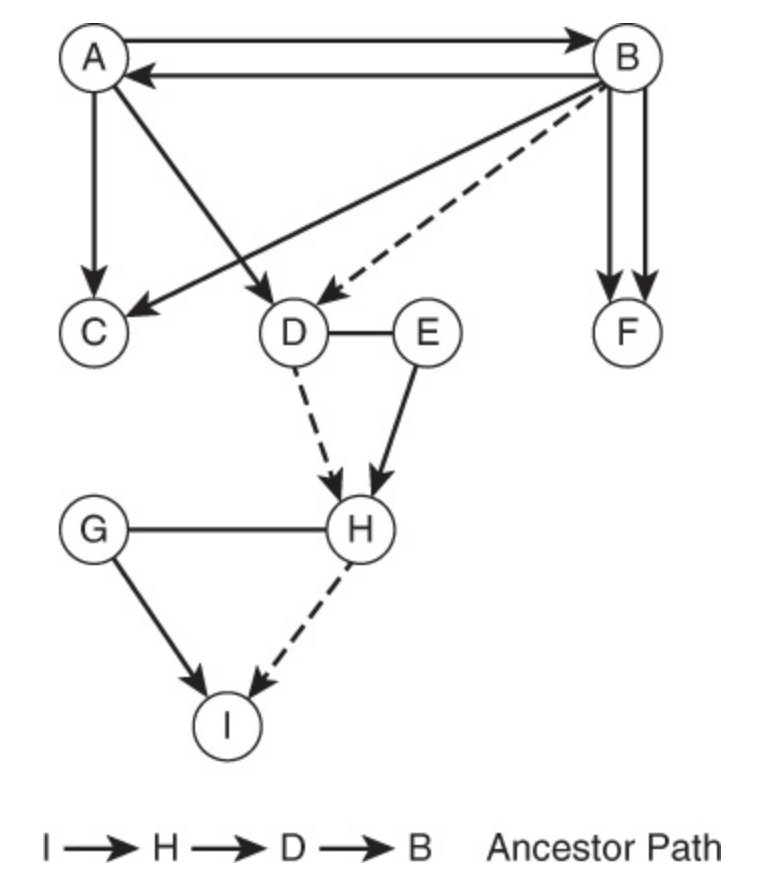 A B
C D E F
G H
I
I → H → D → B Ancestor Path